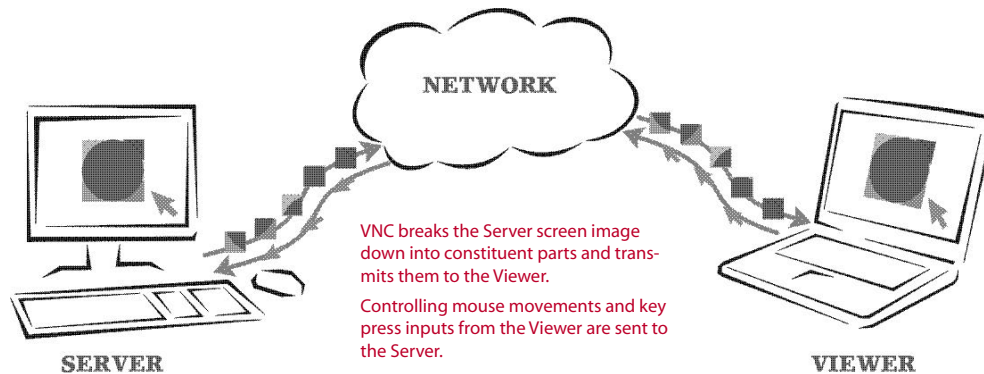 NETWORK
VNC breaks the Server screen image
down into constituent parts and trans-
mits them to the Viewer.
Controlling mouse movements and key
press inputs from the Viewer are sent to
the Server.
SERVER
VIEWER